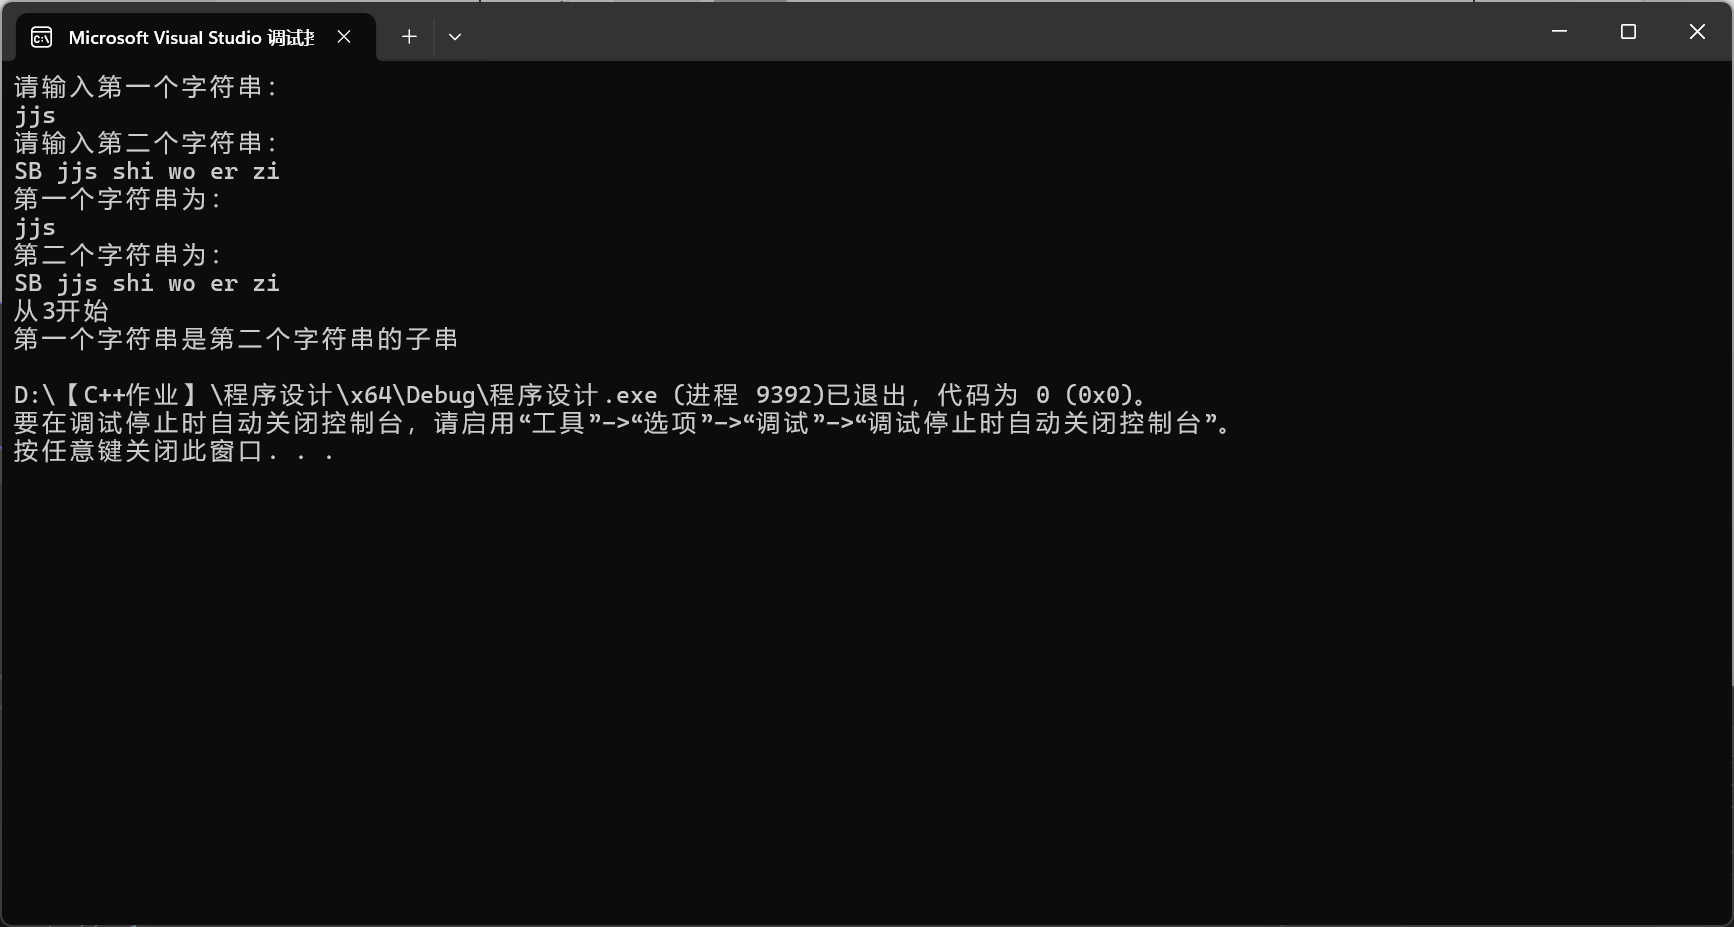 Microsoft Visual Studio 调试
请输入第一个字符串:
jjs
请输入第二个字符串:
SB jjs shi wo er zi
第一个字符串为:
jjs
第二个字符串为:
SB jjs shi wo er zi
从3开始
第一个字符串是第二个字符串的子串
D:\【C++作业】\程序设计\x64\Debug\程序设计.exe (进程 9392)已退出，代码为 0 (0x0)。
要在调试停止时自动关闭控制台，请启用“工具”->“选项”->“调试”->“调试停止时自动关闭控制台”。
按任意键关闭此窗口. . .